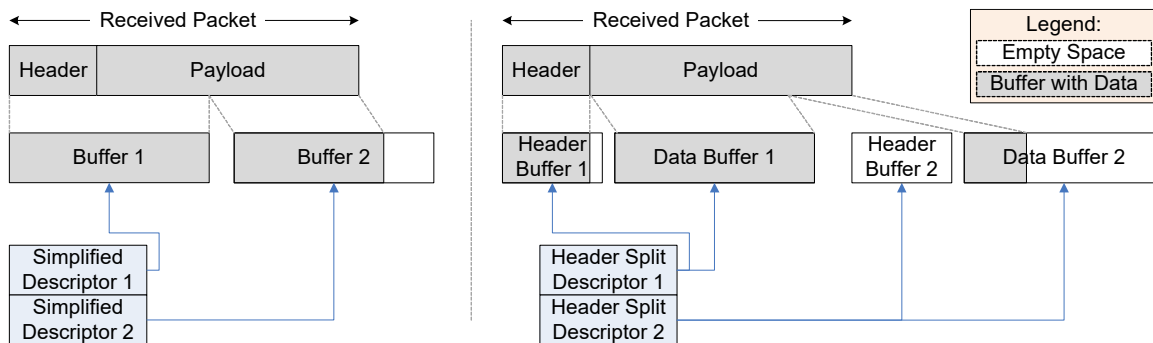 Received Packet
Header
Payload
Buffer 1
Buffer 2
Simplified
Descriptor 1
Simplified
Descriptor 2
Received Packet
Header
Payload
Header
Buffer 1
Data Buffer 1
Header
Buffer 2
Data Buffer 2
Header Split
Descriptor 1
Header Split
Descriptor 2
Legend:
Empty Space
Buffer with Data